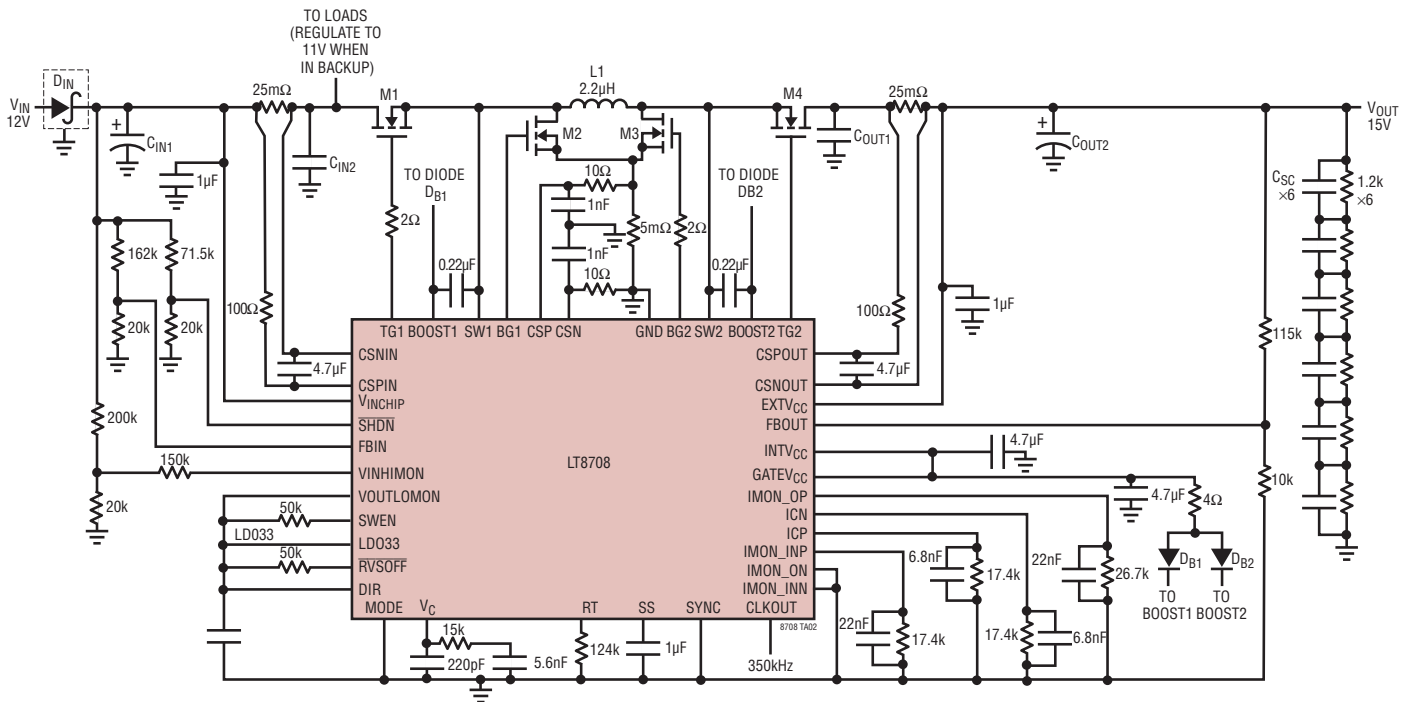 TO LOADS
(REGULATE TO
11V WHEN
IN BACKUP)
V_IN
12V
D_IN
25mΩ
M1
L1
2.2µH
M4
25mΩ
V_OUT
15V
+
C_IN1
1µF
C_IN2
M2
M3
C_OUT1
+
C_OUT2
C_SC
×6
1.2k
×6
TO DIODE
D_B1
10Ω
1nF
1nF
10Ω
5mΩ
2Ω
TO DIODE
DB2
2Ω
162k
71.5k
20k
20k
100Ω
0.22µF
0.22µF
100Ω
1µF
115k
TG1 BOOST1 SW1 BG1 CSP CSN GND BG2 SW2 BOOST2 TG2
4.7µF
CSNIN
CSPIN
V_INCHIP
SHDN
FBIN
VINHIMON
VOUTLOMON
SWEN
LDO33
RVSOFF
DIR
200k
150k
20k
50k
LD033
50k
LT8708
CSPOUT
CSNOUT
EXTV_CC
FBOUT
INTV_CC
GATEV_CC
IMON_OP
ICN
ICP
IMON_INP
IMON_ON
IMON_INN
4.7µF
4.7µF
4.7µF
4Ω
10k
D_B1
D_B2
TO
BOOST1
TO
BOOST2
MODE V_C RT SS SYNC CLKOUT
8708 TA02
15k
220pF
5.6nF
124k
1µF
350kHz
22nF
17.4k
6.8nF
17.4k
17.4k
6.8nF
22nF
26.7k